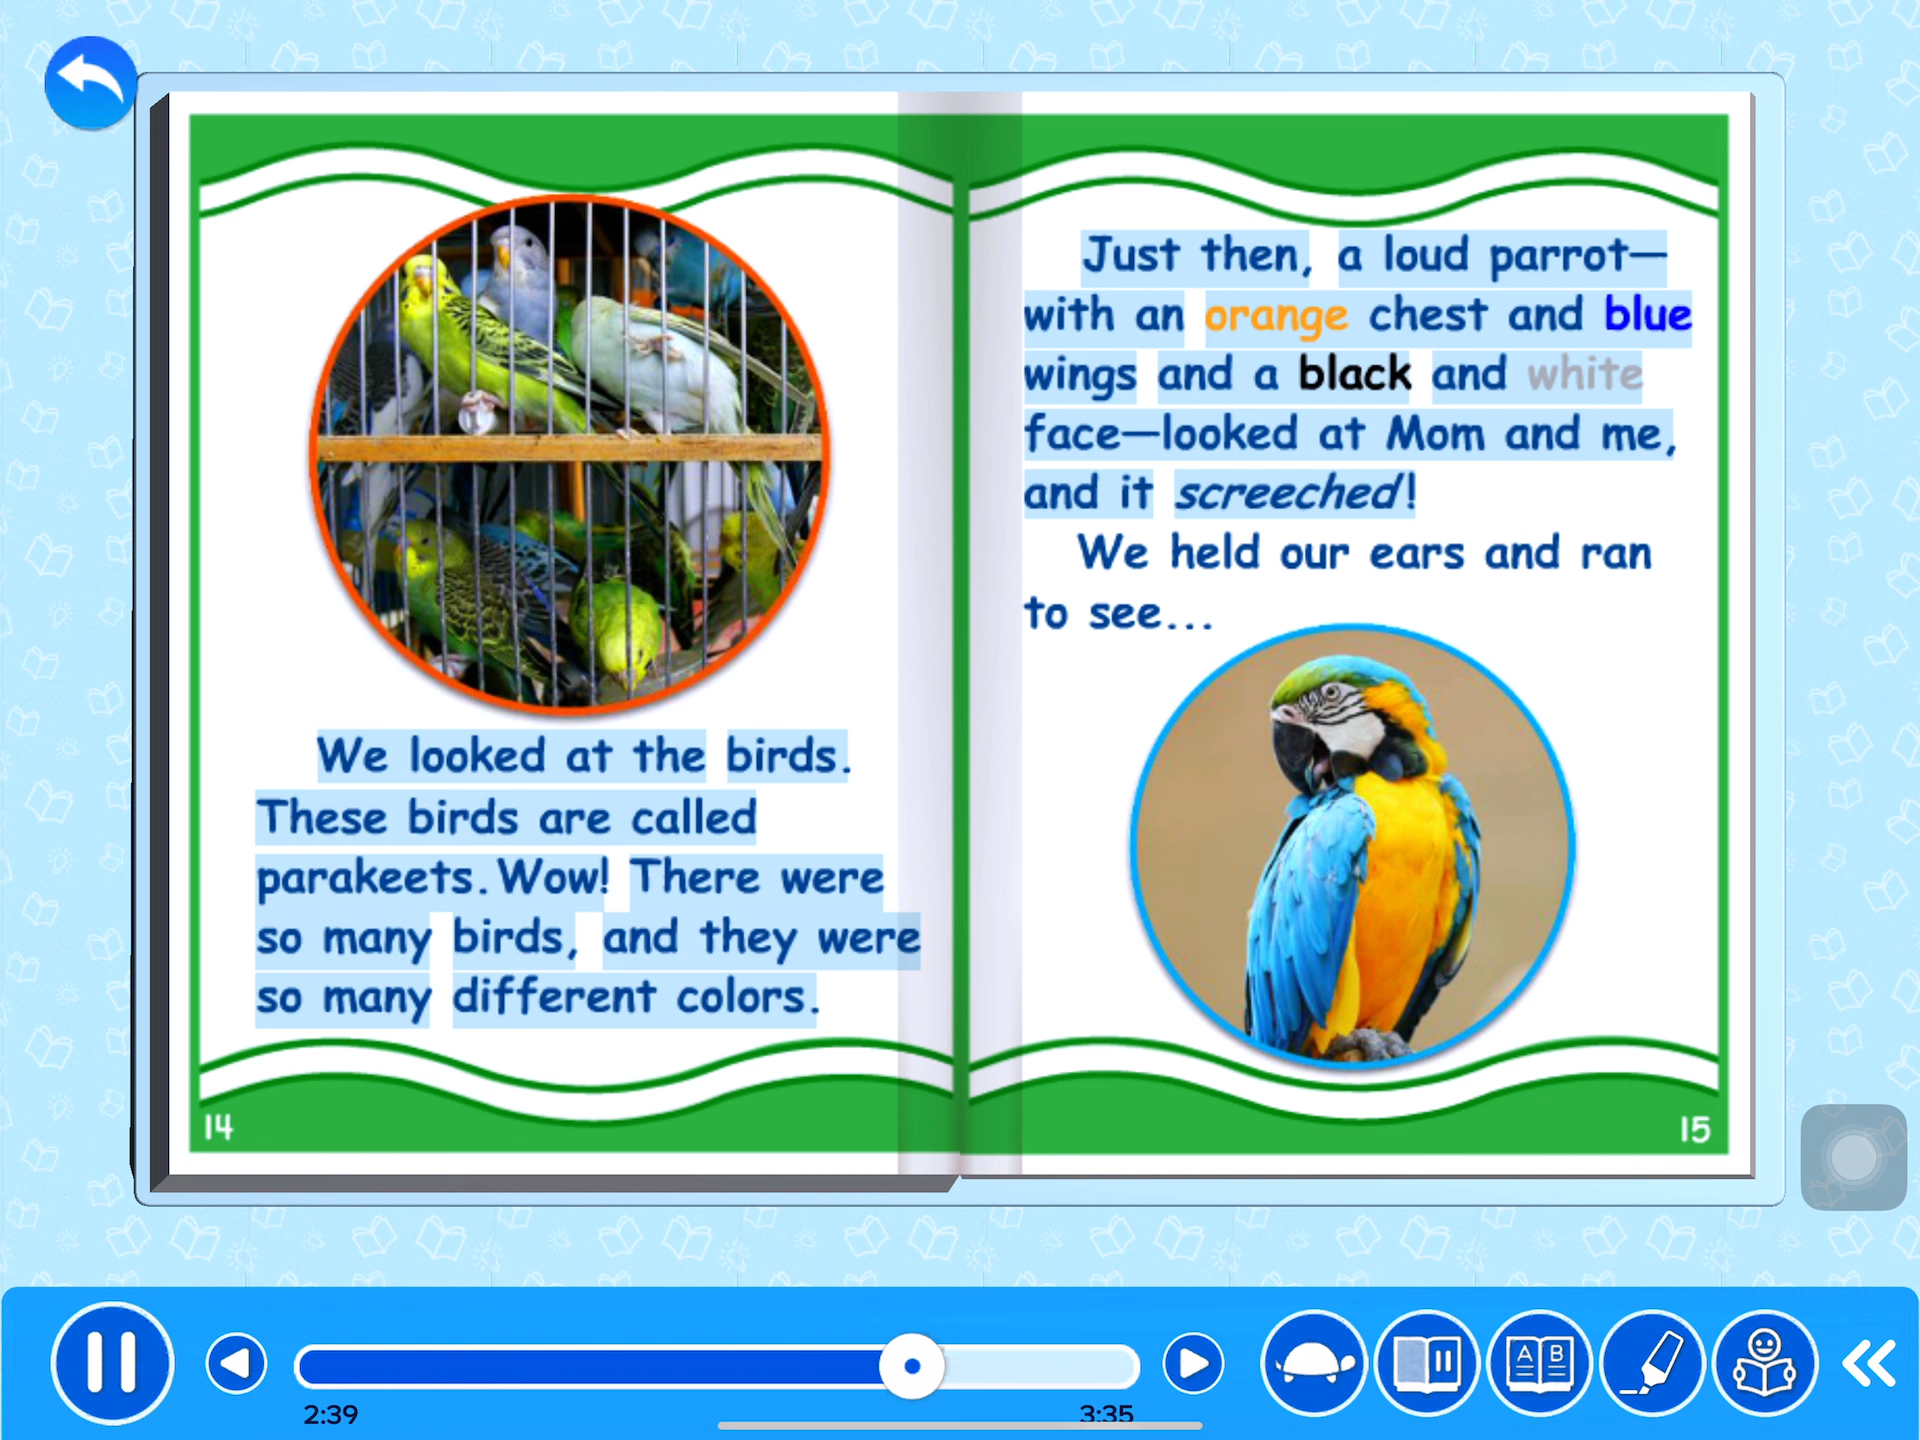 We looked at the birds.
These birds are called
parakeets. Wow! There were
so many birds, and they were
so many different colors.
14
Just then, a loud parrot—
with an orange chest and blue
wings and a black and white
face—looked at Mom and me,
and it screeched!
We held our ears and ran
to see...
15
2:39
3:35
A B